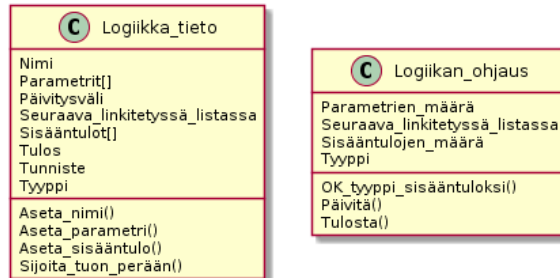 C Logiikka_tieto
Nimi
Parametrit[]
Päivitysväli
Seuraava_linkitetyssä_listassa
Sisääntulot[]
Tulos
Tunniste
Tyyppi
Aseta_nimi()
Aseta_parametri()
Aseta_sisääntulo()
Sijoita_tuon_perään()
C Logiikan_ohjaus
Parametrien_määrä
Seuraava_linkitetyssä_listassa
Sisääntulojen_määrä
Tyyppi
OK_tyyppi_sisääntuloksi()
Päivitä()
Tulosta()